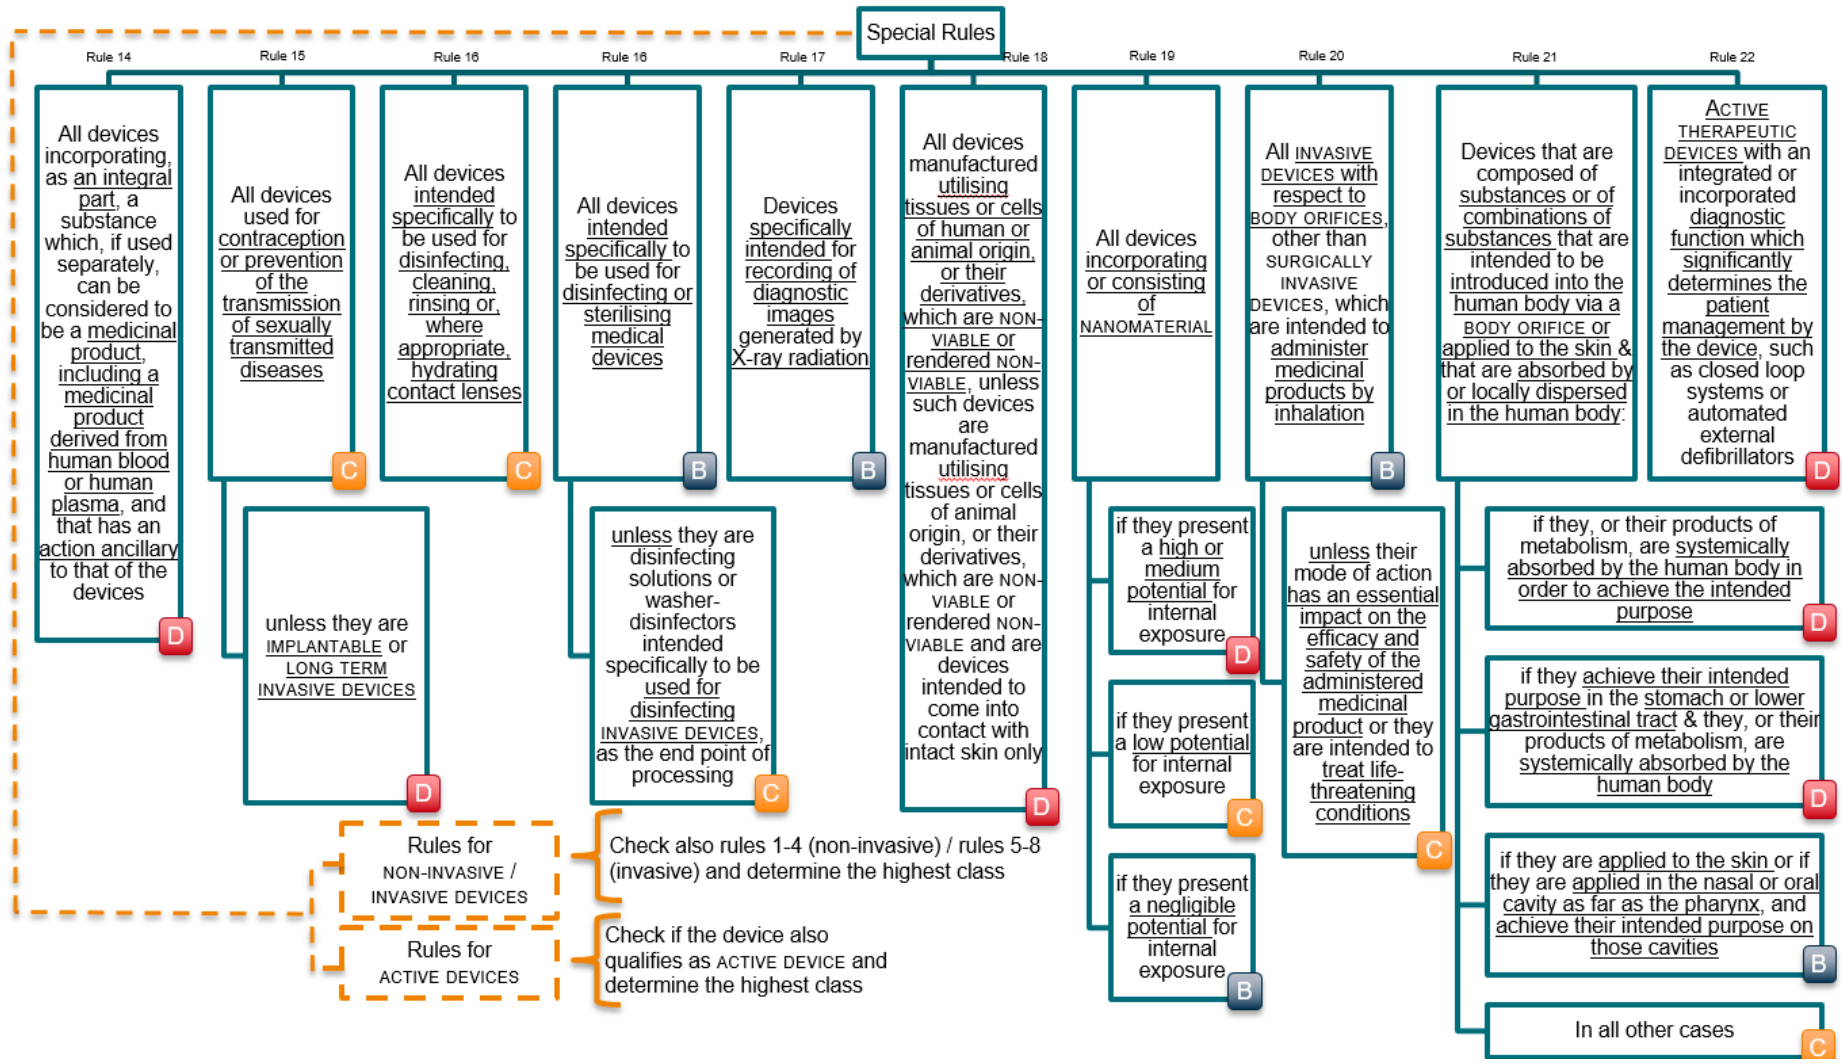 Special Rules
Rule 14
Rule 15
Rule 16
Rule 16
Rule 17
Rule 18
Rule 19
Rule 20
Rule 21
Rule 22
All devices
incorporating,
as an integral
part, a
substance
which, if used
separately,
can be
considered to
be a medicinal
product,
including a
medicinal
product
derived from
human blood
or human
plasma, and
that has an
action ancillary
to that of the
devices
D
All devices
used for
contraception
or prevention
of the
transmission
of sexually
transmitted
diseases
C
unless they are
IMPLANTABLE or
LONG TERM
INVASIVE DEVICES
D
All devices
intended
specifically to
be used for
disinfecting,
cleaning,
rinsing or,
where
appropriate,
hydrating
contact lenses
C
All devices
intended
specifically to
be used for
disinfecting or
sterilising
medical
devices
B
unless they are
disinfecting
solutions or
washer-
disinfectors
intended
specifically to be
used for
disinfecting
INVASIVE DEVICES,
as the end point of
processing
C
Devices
specifically
intended for
recording of
diagnostic
images
generated by
X-ray radiation
B
All devices
manufactured
utilising
tissues or cells
of human or
animal origin,
or their
derivatives,
which are NON-
VIABLE or
rendered NON-
VIABLE, unless
such devices
are
manufactured
utilising
tissues or cells
of animal
origin, or their
derivatives,
which are NON-
VIABLE or
rendered NON-
VIABLE and are
devices
intended to
come into
contact with
intact skin only
D
All devices
incorporating
or consisting
of
NANOMATERIAL
if they present
a high or
medium
potential for
internal
exposure
D
if they present
a low potential
for internal
exposure
C
if they present
a negligible
potential for
internal
exposure
B
All INVASIVE
DEVICES with
respect to
BODY ORIFICES,
other than
SURGICALLY
INVASIVE
DEVICES, which
are intended to
administer
medicinal
products by
inhalation
B
unless their
mode of action
has an essential
impact on the
efficacy and
safety of the
administered
medicinal
product or they
are intended to
treat life-
threatening
conditions
C
Devices that are
composed of
substances or of
combinations of
substances that are
intended to be
introduced into the
human body via a
BODY ORIFICE or
applied to the skin &
that are absorbed by
or locally dispersed
in the human body:
if they, or their products of
metabolism, are systemically
absorbed by the human body in
order to achieve the intended
purpose
D
if they achieve their intended
purpose in the stomach or lower
gastrointestinal tract & they, or their
products of metabolism, are
systemically absorbed by the
human body
D
if they are applied to the skin or if
they are applied in the nasal or oral
cavity as far as the pharynx, and
achieve their intended purpose on
those cavities
B
In all other cases
C
ACTIVE
THERAPEUTIC
DEVICES with an
integrated or
incorporated
diagnostic
function which
significantly
determines the
patient
management by
the device, such
as closed loop
systems or
automated
external
defibrillators
D
Rules for
NON-INVASIVE /
INVASIVE DEVICES
Check also rules 1-4 (non-invasive) / rules 5-8
(invasive) and determine the highest class
Rules for
ACTIVE DEVICES
Check if the device also
qualifies as ACTIVE DEVICE and
determine the highest class